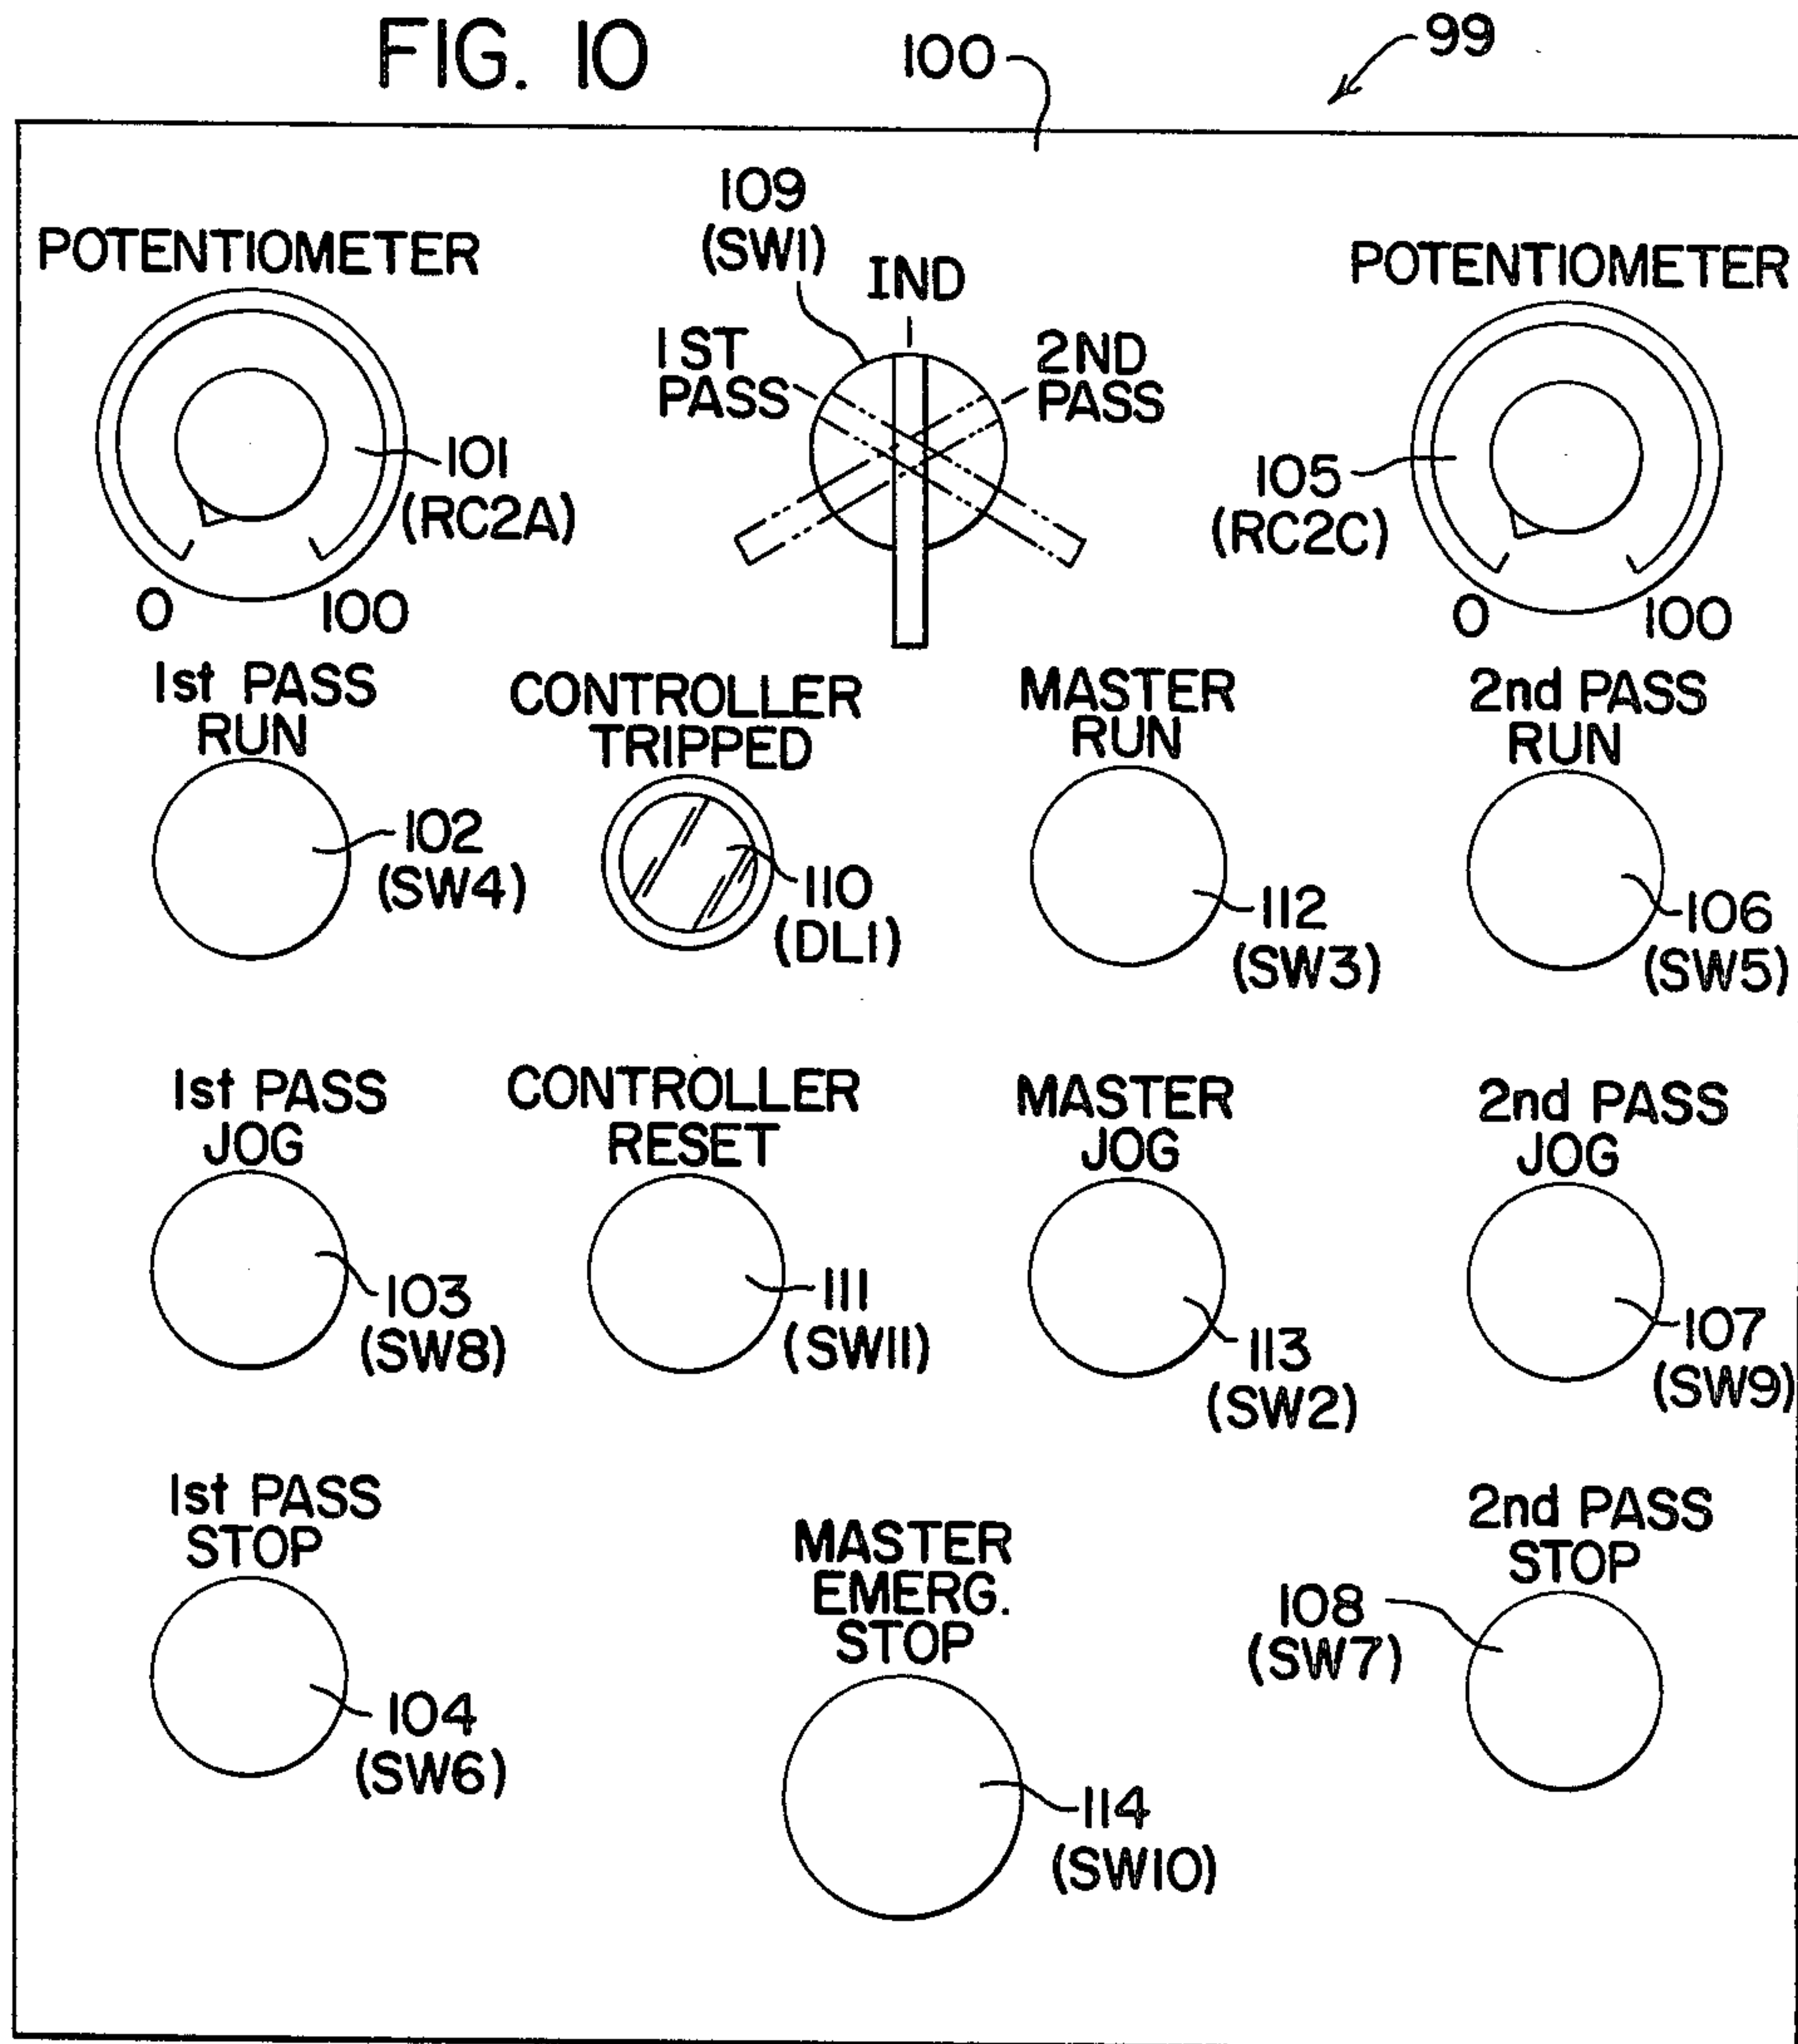 FIG. 10
100
99
109
(SW1)
IND
1ST
PASS
2ND
PASS
POTENTIOMETER
101
(RC2A)
0
100
POTENTIOMETER
105
(RC2C)
0
100
1st PASS
RUN
102
(SW4)
CONTROLLER
TRIPPED
110
(DL1)
MASTER
RUN
112
(SW3)
2nd PASS
RUN
106
(SW5)
1st PASS
JOG
103
(SW8)
CONTROLLER
RESET
111
(SW11)
MASTER
JOG
113
(SW2)
2nd PASS
JOG
107
(SW9)
1st PASS
STOP
104
(SW6)
MASTER
EMERG.
STOP
114
(SW10)
2nd PASS
STOP
108
(SW7)